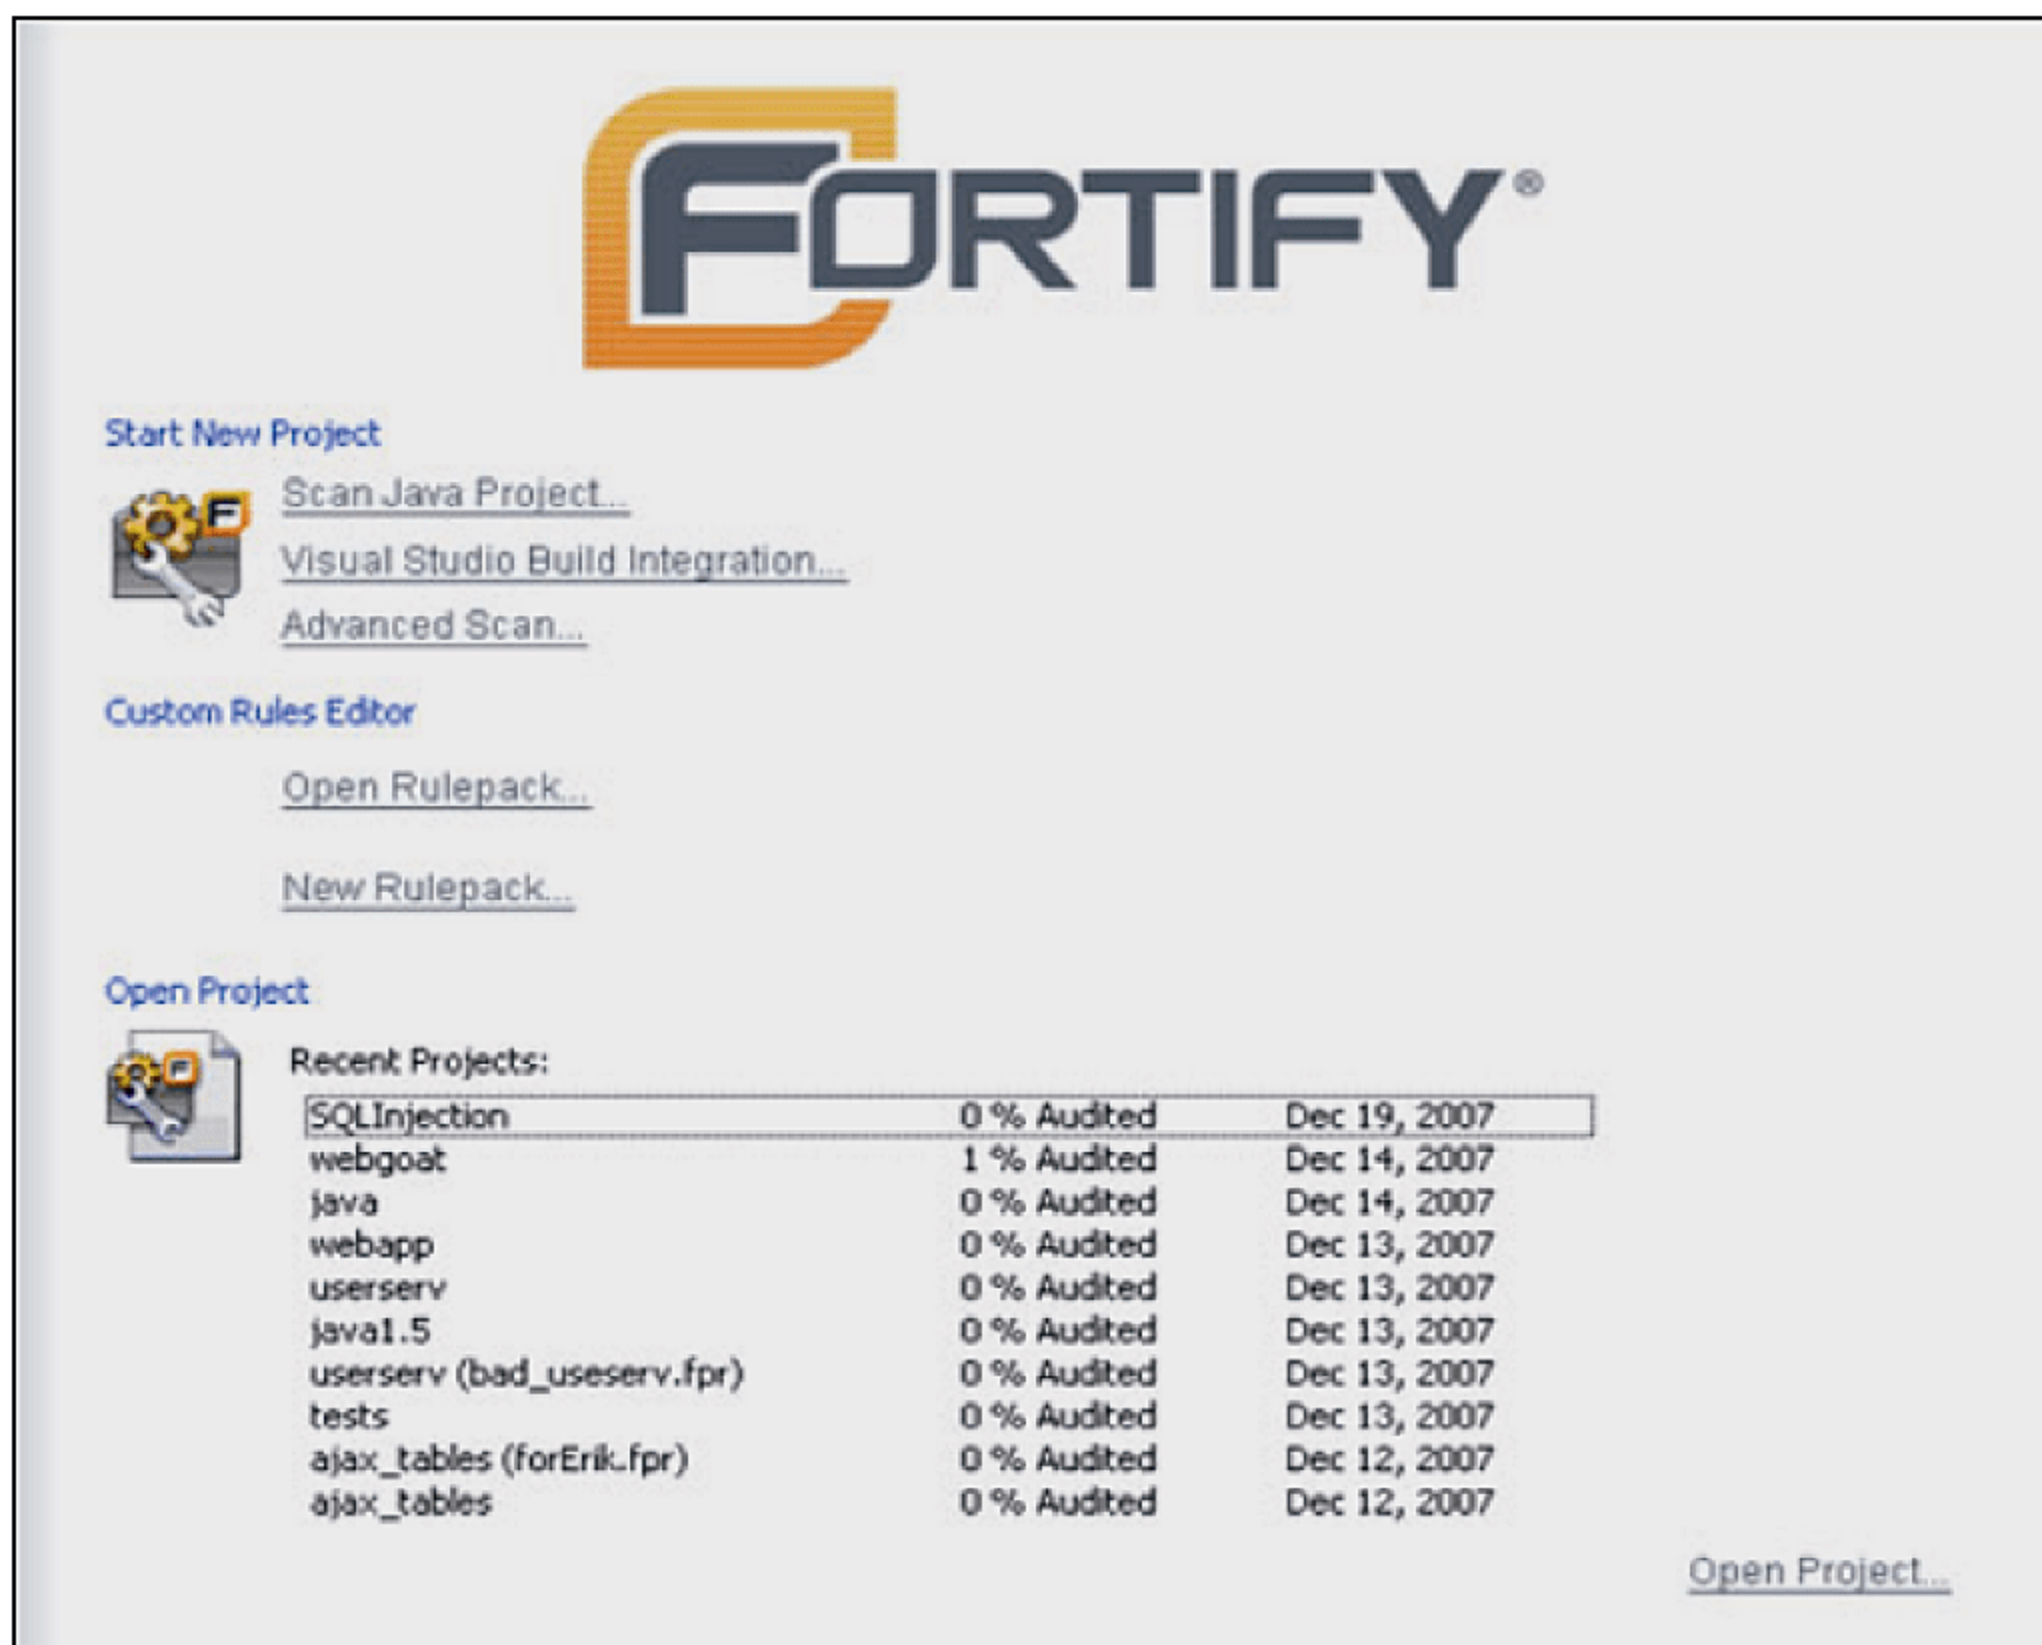 FORTIFY®
Start New Project
Scan Java Project...
Visual Studio Build Integration...
Advanced Scan...
Custom Rules Editor
Open Rulepack...
New Rulepack...
Open Project
Recent Projects:
SQLInjection 0 % Audited Dec 19, 2007
webgoat 1 % Audited Dec 14, 2007
java 0 % Audited Dec 14, 2007
webapp 0 % Audited Dec 13, 2007
userserv 0 % Audited Dec 13, 2007
java1.5 0 % Audited Dec 13, 2007
userserv (bad_useserv.fpr) 0 % Audited Dec 13, 2007
tests 0 % Audited Dec 13, 2007
ajax_tables (forErik.fpr) 0 % Audited Dec 12, 2007
ajax_tables 0 % Audited Dec 12, 2007
Open Project...